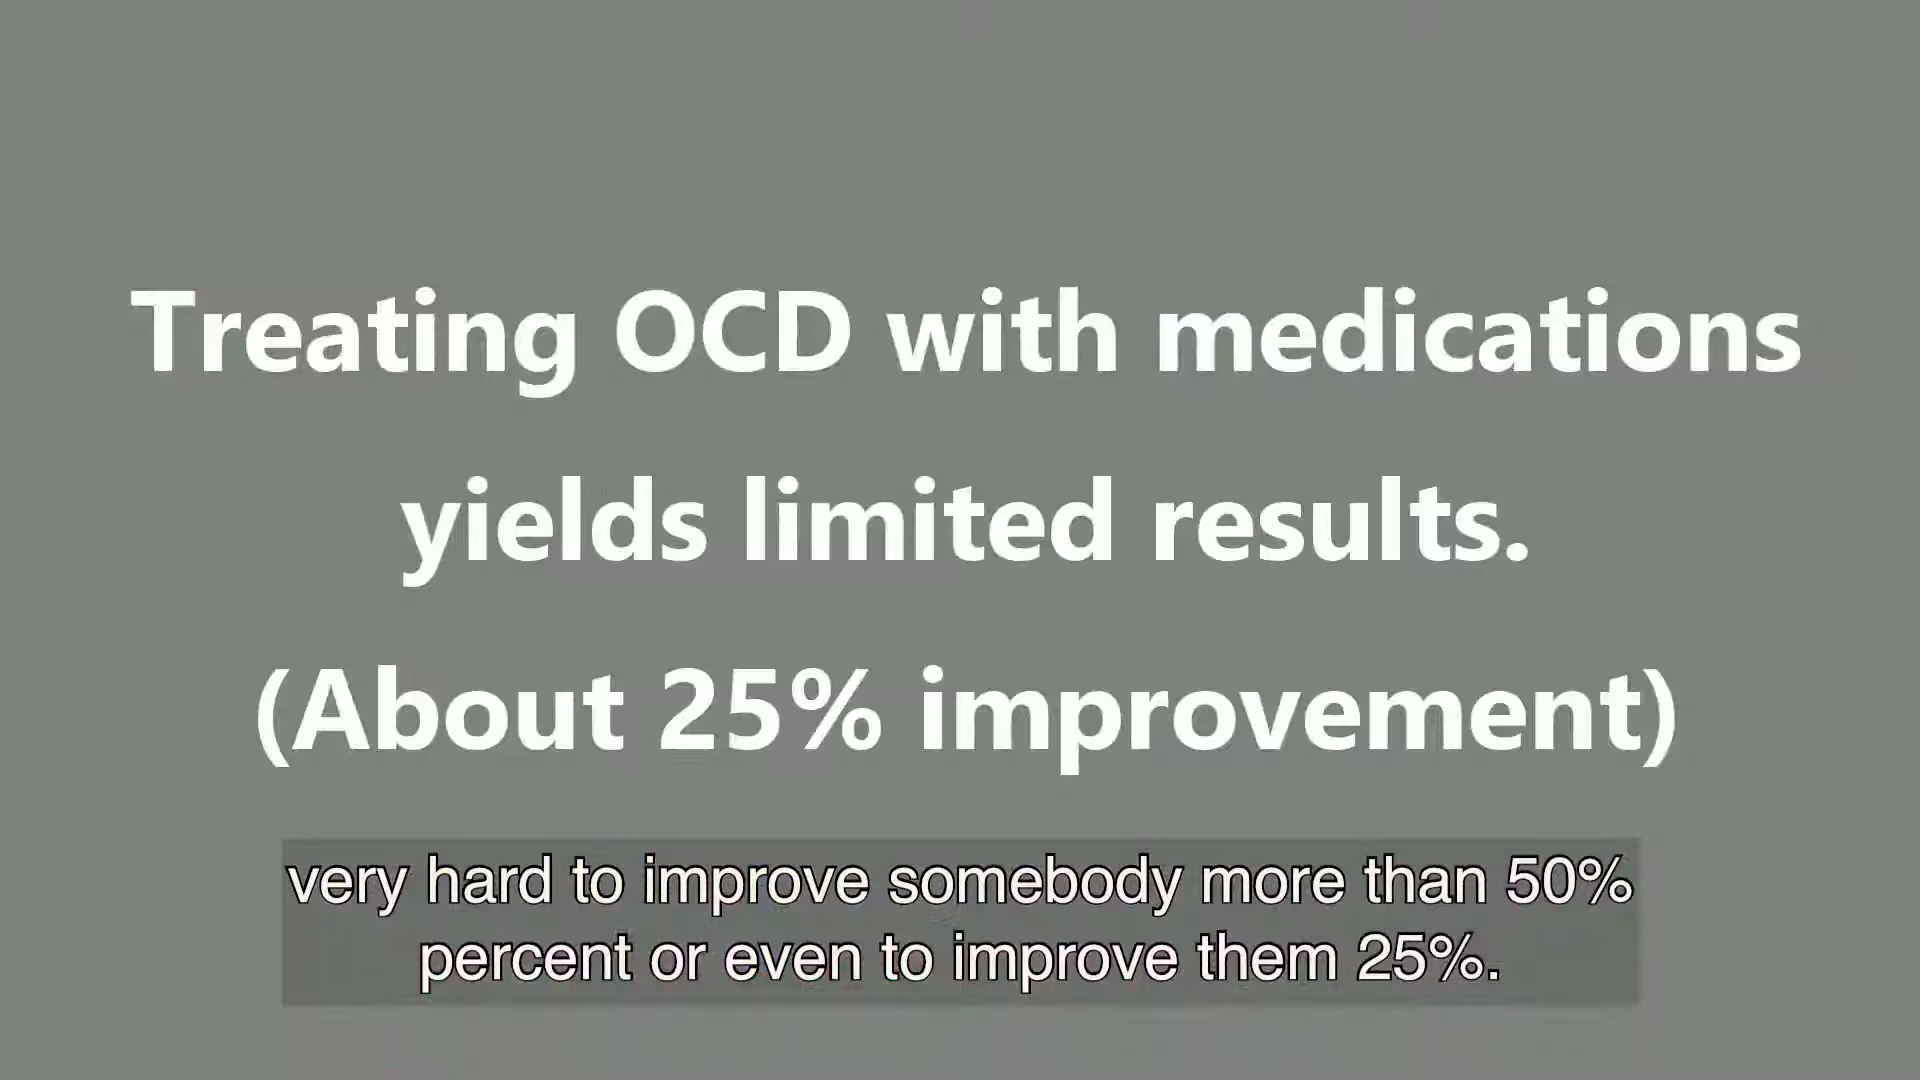 Treating OCD with medications
yields limited results.
(About 25% improvement)
very hard to improve somebody more than 50%
percent or even to improve them 25%.